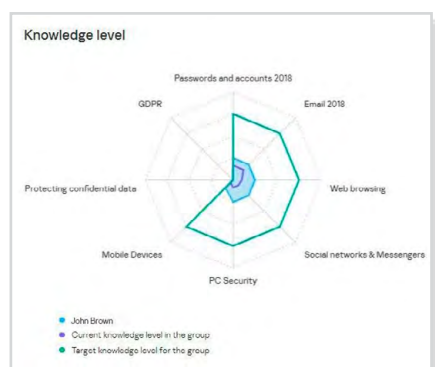 Knowledge level
Passwords and accounts 2018
GDPR
Email 2018
Protecting confidential data
Web browsing
Mobile Devices
Social networks & Messengers
PC Security
John Brown
Current knowledge level in the group
Target knowledge level for the group